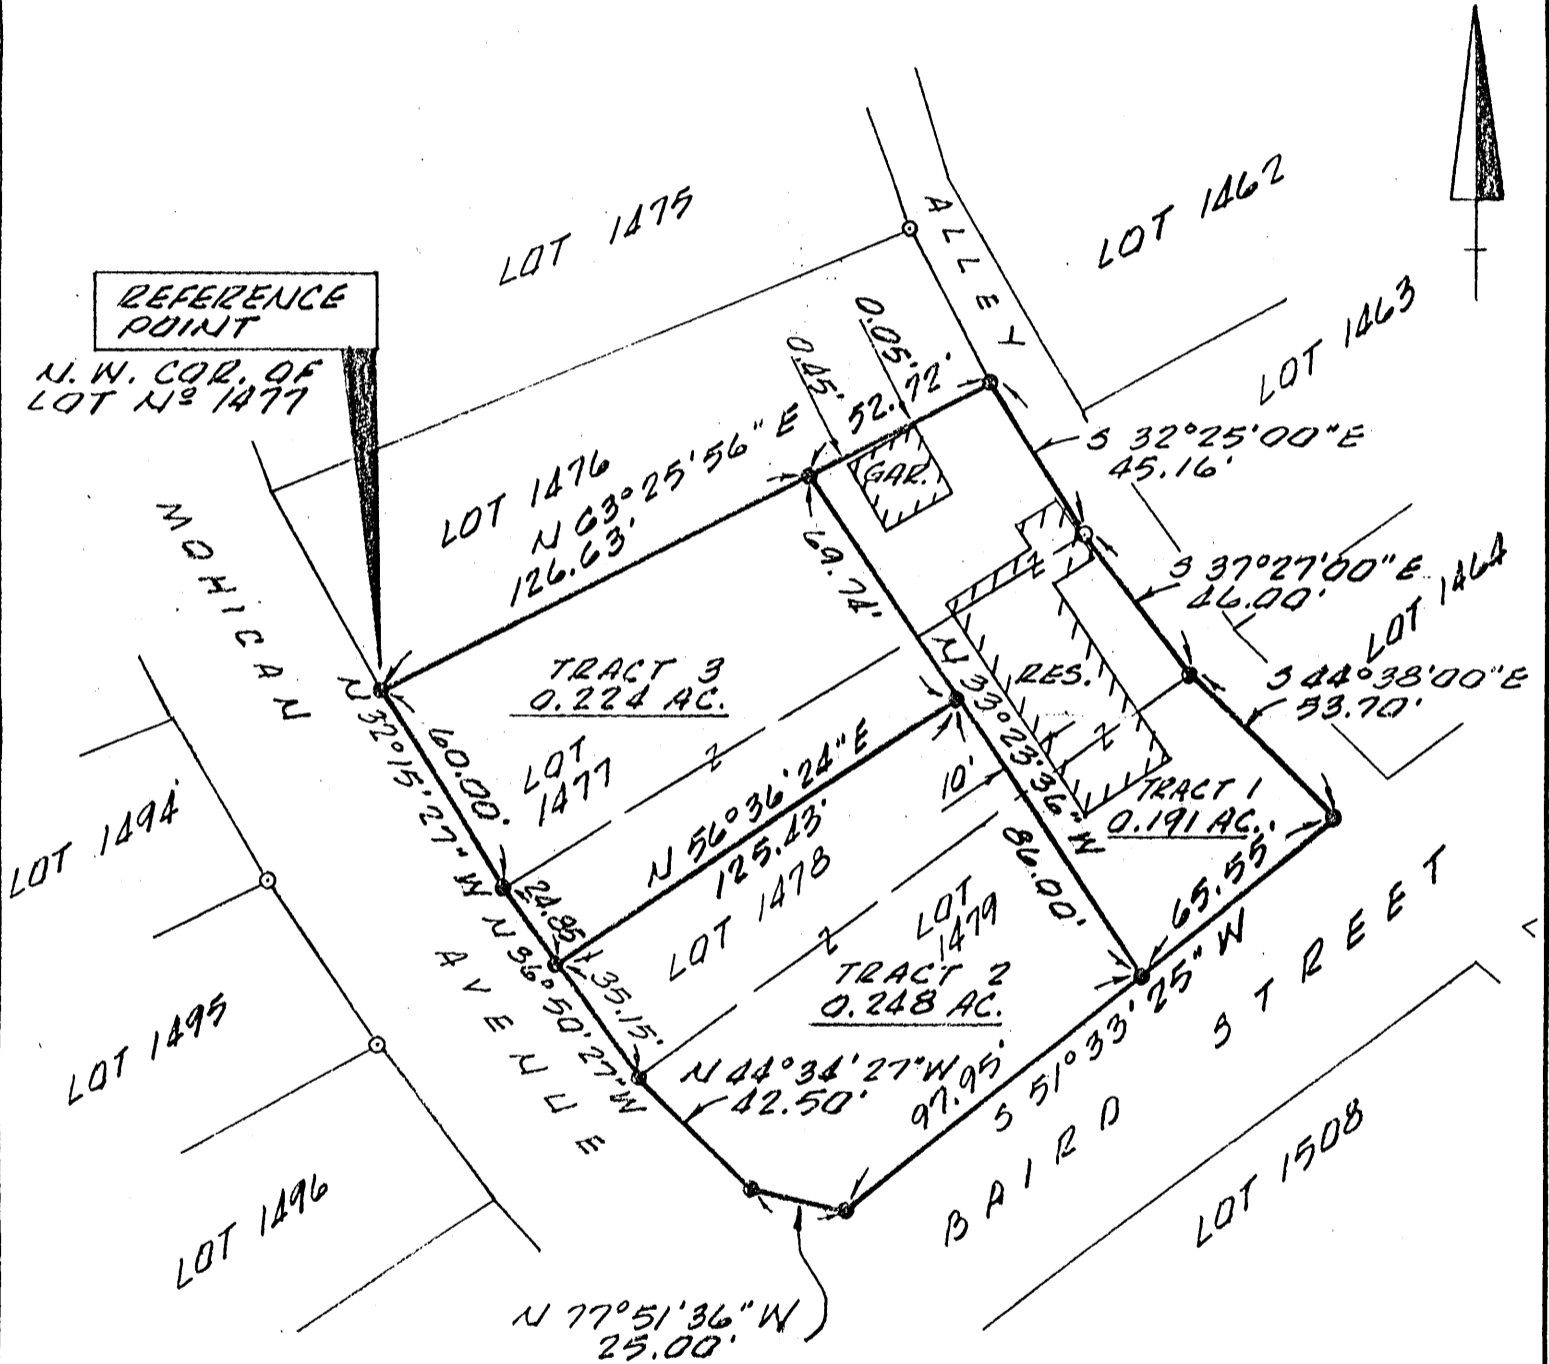 ALLEY
LOT 1462
LOT 1475
REFERENCE
POINT
N. W. COR. OF
LOT Nº 1477
LOT 1463
0.05'
0.45'
52.72'
S 32°25'00"E
45.16'
GAR.
LOT 1476
N 63°25'56"E
126.63'
MOHICAN
AVENUE
69.74'
S 37°27'00"E
46.00'
LOT 1464
S 44°38'00"E
53.70'
TRACT 3
0.224 AC.
RES.
N 33°23'36"W
N 32°15'27"W
60.00'
LOT
1477
N 56°36'24"E
125.43'
10'
TRACT 1
0.191 AC.
86.00'
LOT 1494
LOT 1478
LOT
1479
65.55'
24.85'
35.15'
N 36°50'27"W
TRACT 2
0.248 AC.
S 51°33'25"W
97.95'
N 44°34'27"W
42.50'
LOT 1495
BAIRD STREET
LOT 1496
LOT 1508
N 77°51'36"W
25.00'